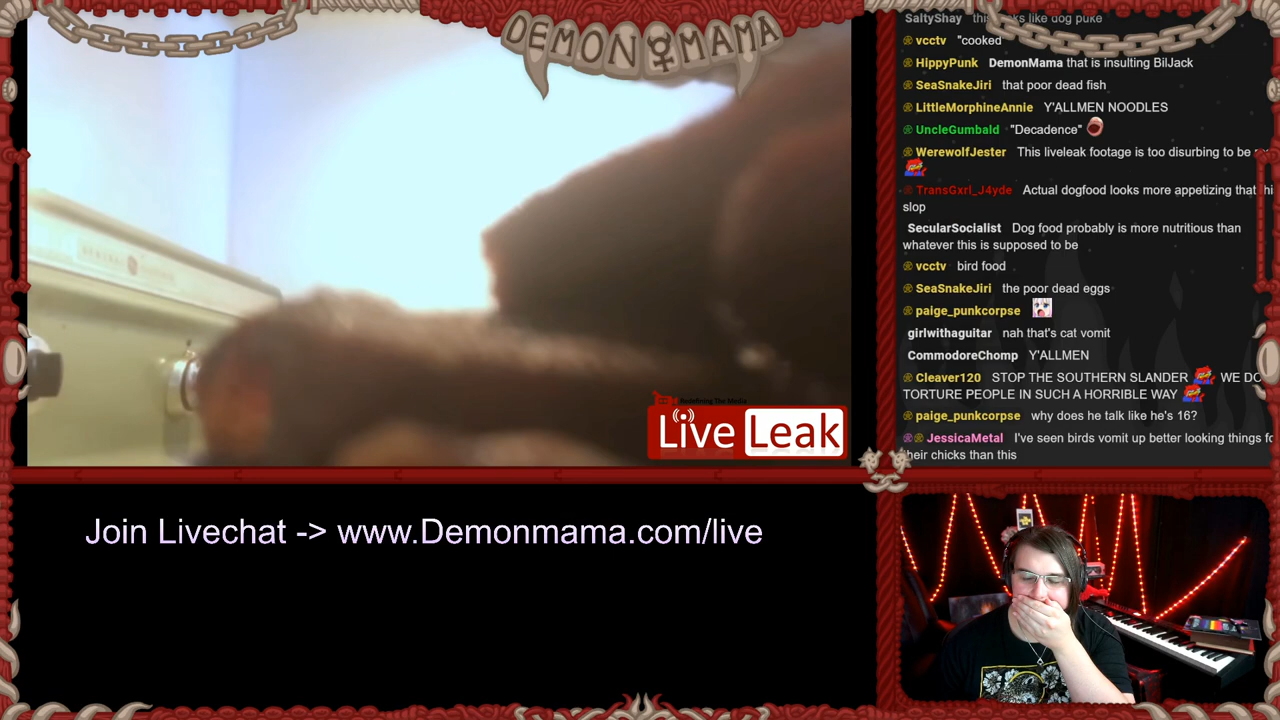 DEMON MAMA
Redefining The Media
Live Leak
Join Livechat -> www.Demonmama.com/live
SaltyShay this looks like dog puke
vcctv "cooked
HippyPunk DemonMama that is insulting BilJack
SeaSnakeJiri that poor dead fish
LittleMorphineAnnie Y'ALLMEN NOODLES
UncleGumbald "Decadence"
WerewolfJester This liveleak footage is too disurbing to be
TransGxrl_J4yde Actual dogfood looks more appetizing that
slop
SecularSocialist Dog food probably is more nutritious than
whatever this is supposed to be
vcctv bird food
SeaSnakeJiri the poor dead eggs
paige_punkcorpse
girlwithaguitar nah that's cat vomit
CommodoreChomp Y'ALLMEN
Cleaver120 STOP THE SOUTHERN SLANDER WE DO
TORTURE PEOPLE IN SUCH A HORRIBLE WAY
paige_punkcorpse why does he talk like he's 16?
JessicaMetal I've seen birds vomit up better looking things
their chicks than this